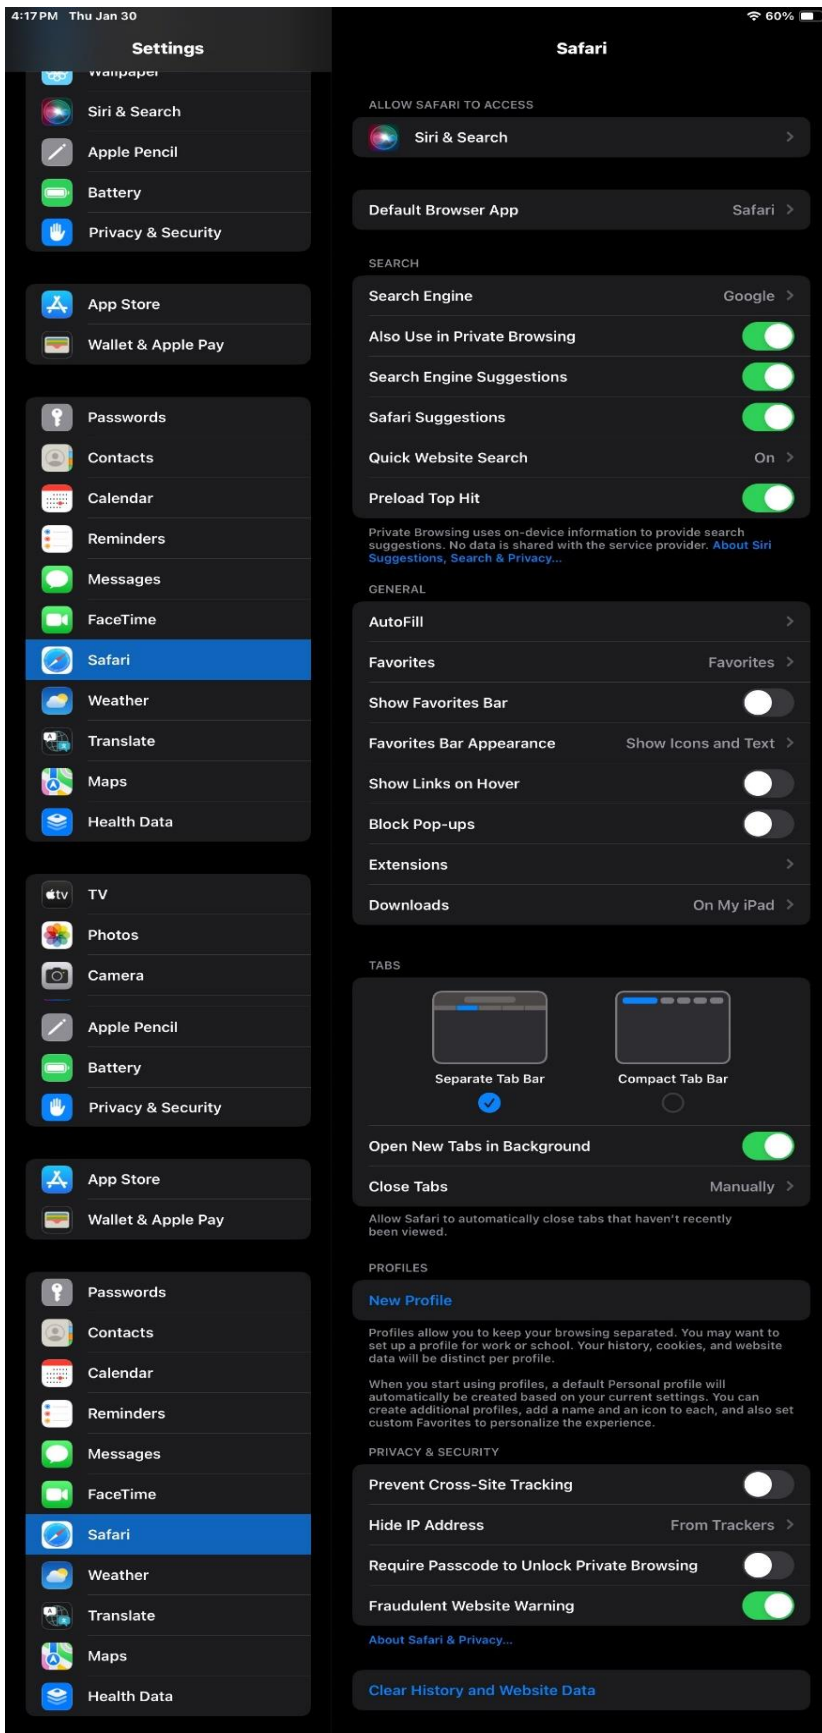 4:17 PM Thu Jan 30
60%
Settings
Wallpaper
Siri & Search
Apple Pencil
Battery
Privacy & Security
App Store
Wallet & Apple Pay
Passwords
Contacts
Calendar
Reminders
Messages
FaceTime
Safari
Weather
Translate
Maps
Health Data
tv
TV
Photos
Camera
Apple Pencil
Battery
Privacy & Security
App Store
Wallet & Apple Pay
Passwords
Contacts
Calendar
Reminders
Messages
FaceTime
Safari
Weather
Translate
Maps
Health Data
Safari
ALLOW SAFARI TO ACCESS
Siri & Search
Default Browser App Safari
SEARCH
Search Engine Google
Also Use in Private Browsing
Search Engine Suggestions
Safari Suggestions
Quick Website Search On
Preload Top Hit
Private Browsing uses on-device information to provide search
suggestions. No data is shared with the service provider. About Siri
Suggestions, Search & Privacy...
GENERAL
AutoFill
Favorites Favorites
Show Favorites Bar
Favorites Bar Appearance Show Icons and Text
Show Links on Hover
Block Pop-ups
Extensions
Downloads On My iPad
TABS
Separate Tab Bar Compact Tab Bar
Open New Tabs in Background
Close Tabs Manually
Allow Safari to automatically close tabs that haven't recently
been viewed.
PROFILES
New Profile
Profiles allow you to keep your browsing separated. You may want to
set up a profile for work or school. Your history, cookies, and website
data will be distinct per profile.
When you start using profiles, a default Personal profile will
automatically be created based on your current settings. You can
create additional profiles, add a name and an icon to each, and also set
custom Favorites to personalize the experience.
PRIVACY & SECURITY
Prevent Cross-Site Tracking
Hide IP Address From Trackers
Require Passcode to Unlock Private Browsing
Fraudulent Website Warning
About Safari & Privacy...
Clear History and Website Data